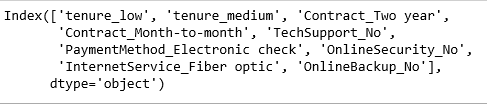 Index(['tenure_low', 'tenure_medium', 'Contract_Two year',
'Contract_Month-to-month', 'TechSupport_No',
'PaymentMethod_Electronic check', 'OnlineSecurity_No',
'InternetService_Fiber optic', 'OnlineBackup_No'],
dtype='object')